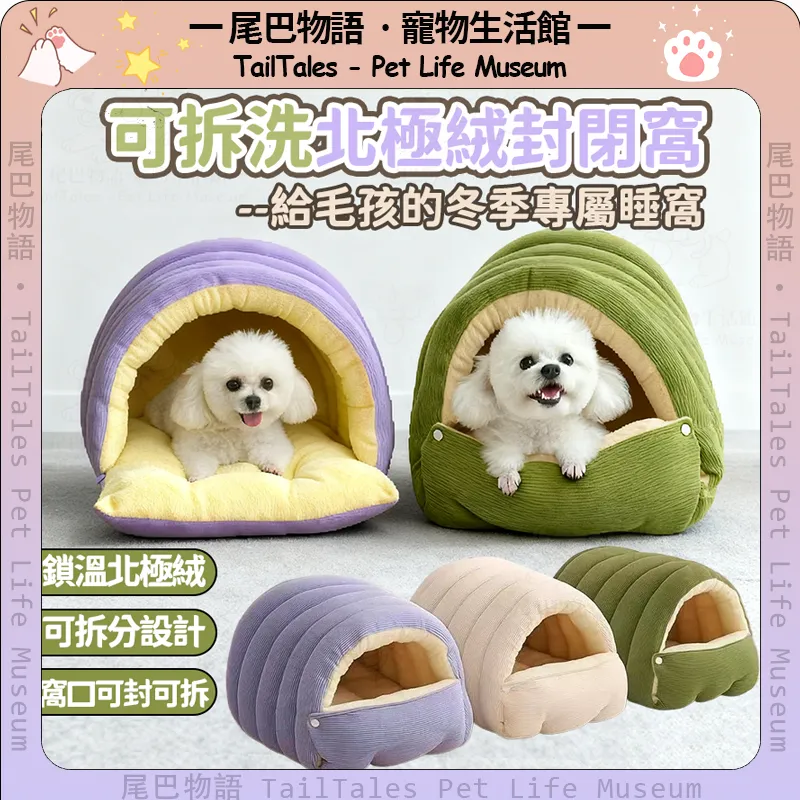 尾巴物語 · 寵物生活館
TailTales - Pet Life Museum
可拆洗北極絨封閉窩
--給毛孩的冬季專屬睡窩
尾巴物語 · TailTales Pet Life Museum
尾巴物語 · TailTales Pet Life Museum
鎖溫北極絨
可拆分設計
窩口可封可拆
尾巴物語 TailTales Pet Life Museum